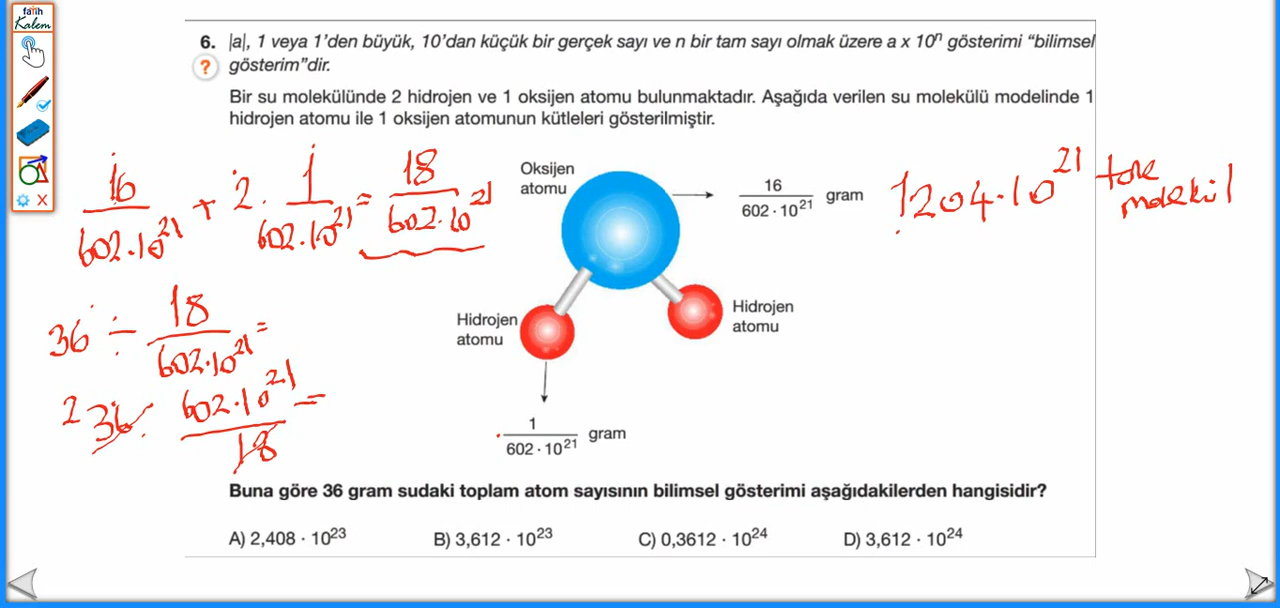 fatih
Kalem
6. |a|, 1 veya 1’den büyük, 10’dan küçük bir gerçek sayı ve n bir tam sayı olmak üzere a x 10ⁿ gösterimi “bilimsel
? gösterim”dir.
Bir su molekülünde 2 hidrojen ve 1 oksijen atomu bulunmaktadır. Aşağıda verilen su molekülü modelinde 1
hidrojen atomu ile 1 oksijen atomunun kütleleri gösterilmiştir.
16/602.10²¹ + 2. 1/602.10²¹ = 18/602.10²¹
36 ÷ 18/602.10²¹ =
2 36. 602.10²¹/18 =
Oksijen
atomu
16/602 · 10²¹ gram
1204.10²¹ tane
molekül
Hidrojen
atomu
Hidrojen
atomu
1/602 · 10²¹ gram
Buna göre 36 gram sudaki toplam atom sayısının bilimsel gösterimi aşağıdakilerden hangisidir?
A) 2,408 · 10²³ B) 3,612 · 10²³ C) 0,3612 · 10²⁴ D) 3,612 · 10²⁴